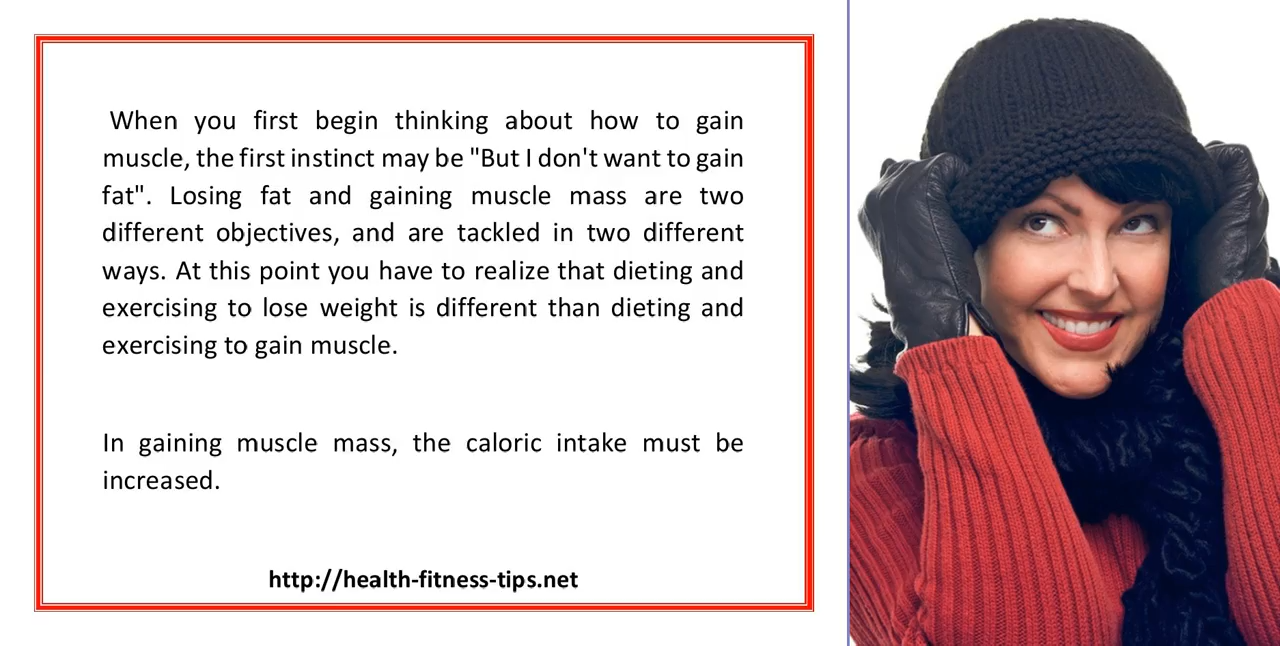 When you first begin thinking about how to gain
muscle, the first instinct may be "But I don't want to gain
fat". Losing fat and gaining muscle mass are two
different objectives, and are tackled in two different
ways. At this point you have to realize that dieting and
exercising to lose weight is different than dieting and
exercising to gain muscle.
In gaining muscle mass, the caloric intake must be
increased.
http://health-fitness-tips.net